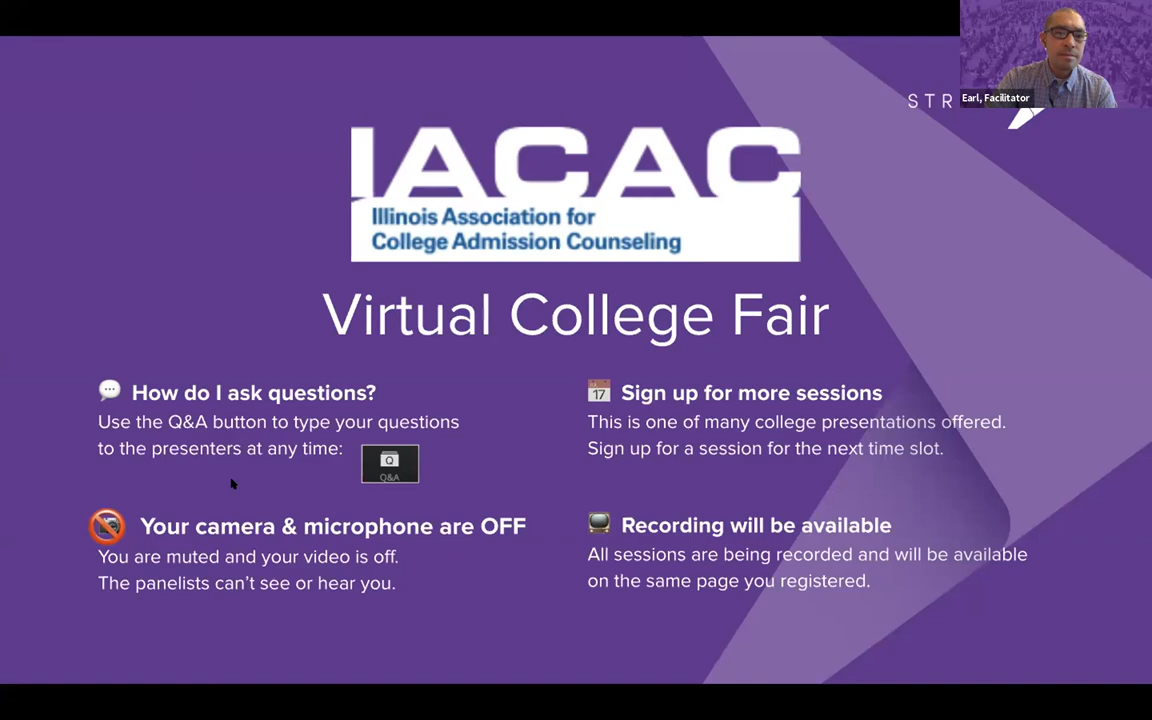 STR
Earl, Facilitator
IACAC
Illinois Association for
College Admission Counseling
Virtual College Fair
How do I ask questions?
Use the Q&A button to type your questions
to the presenters at any time:
Q
Q&A
17
Sign up for more sessions
This is one of many college presentations offered.
Sign up for a session for the next time slot.
Your camera & microphone are OFF
You are muted and your video is off.
The panelists can’t see or hear you.
Recording will be available
All sessions are being recorded and will be available
on the same page you registered.